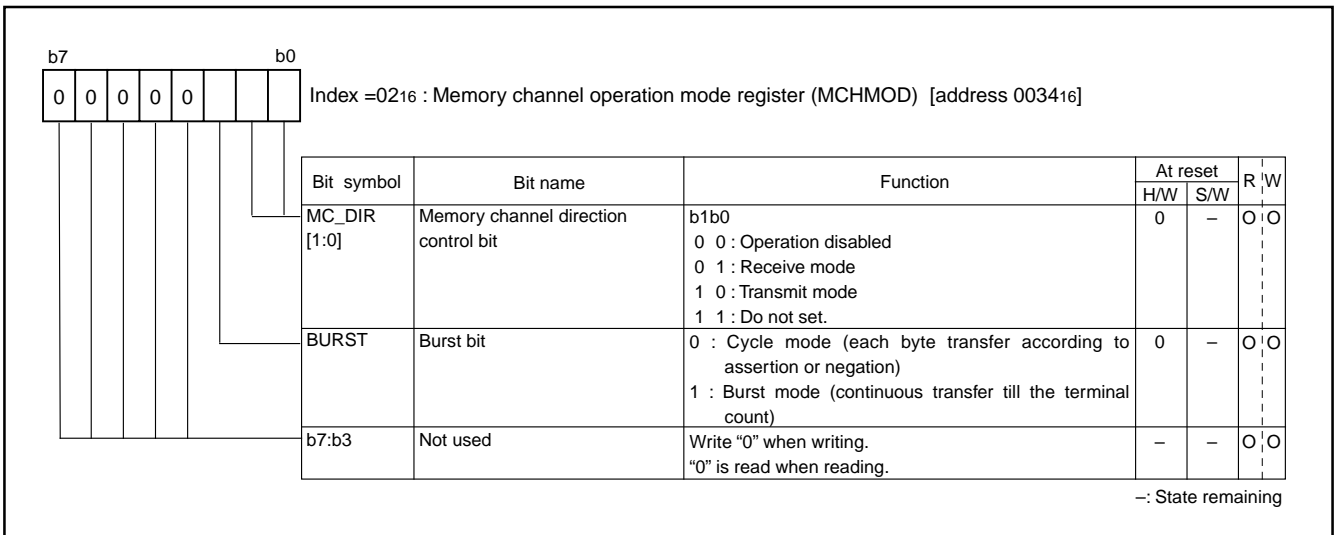 b7 b0
0 0 0 0 0 Index =0216 : Memory channel operation mode register (MCHMOD) [address 003416]
Bit symbol Bit name Function At reset R W
H/W S/W
MC_DIR Memory channel direction b1b0 0 – O O
[1:0] control bit 0 0 : Operation disabled
0 1 : Receive mode
1 0 : Transmit mode
1 1 : Do not set.
BURST Burst bit 0 : Cycle mode (each byte transfer according to 0 – O O
assertion or negation)
1 : Burst mode (continuous transfer till the terminal
count)
b7:b3 Not used Write “0” when writing. – – O O
“0” is read when reading.
–: State remaining